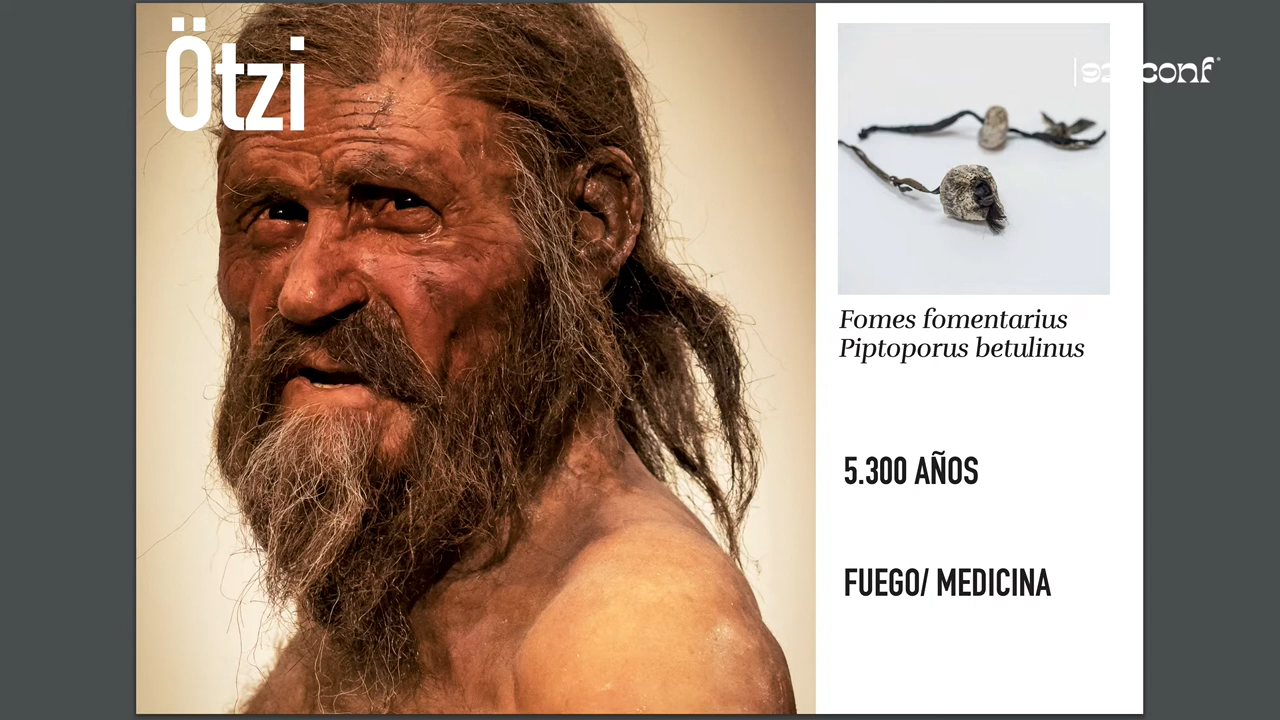 Ötzi
Fomes fomentarius
Piptoporus betulinus
5.300 AÑOS
FUEGO/ MEDICINA